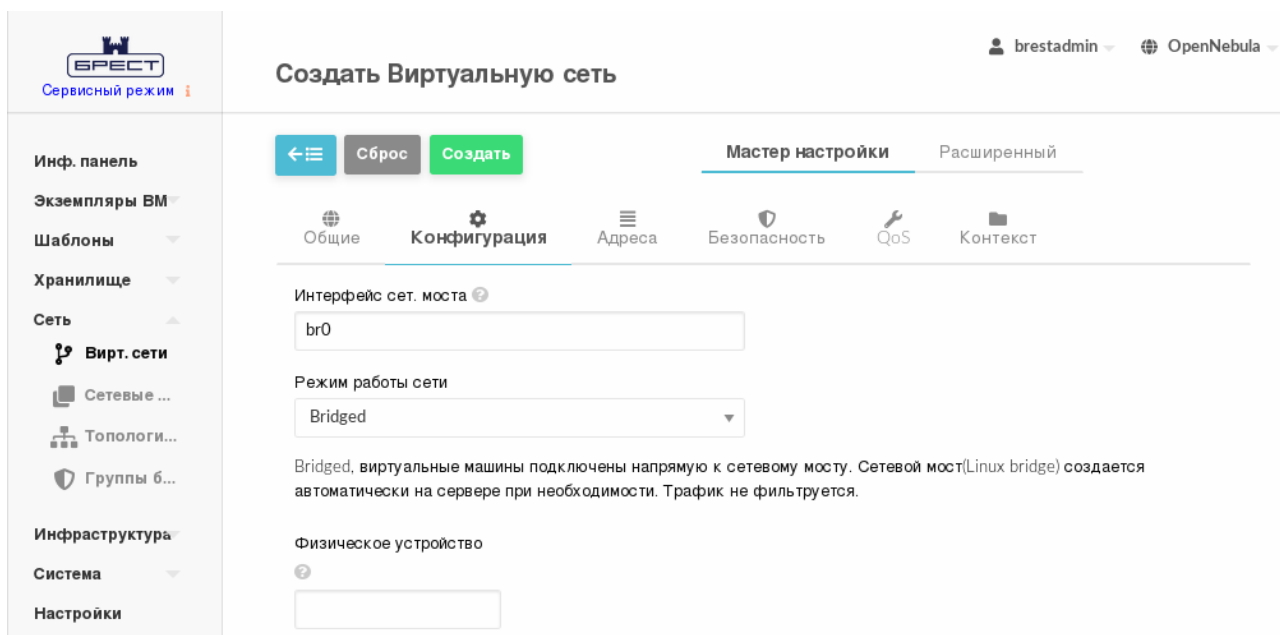 БРЕСТ
Сервисный режим i
Создать Виртуальную сеть
brestadmin
OpenNebula
Инф. панель
Экземпляры ВМ
Шаблоны
Хранилище
Сеть
Вирт. сети
Сетевые ...
Топологи...
Группы б...
Инфраструктура
Система
Настройки
Сброс
Создать
Мастер настройки
Расширенный
Общие
Конфигурация
Адреса
Безопасность
QoS
Контекст
Интерфейс сет. моста ?
br0
Режим работы сети
Bridged
Bridged, виртуальные машины подключены напрямую к сетевому мосту. Сетевой мост(Linux bridge) создается
автоматически на сервере при необходимости. Трафик не фильтруется.
Физическое устройство
?